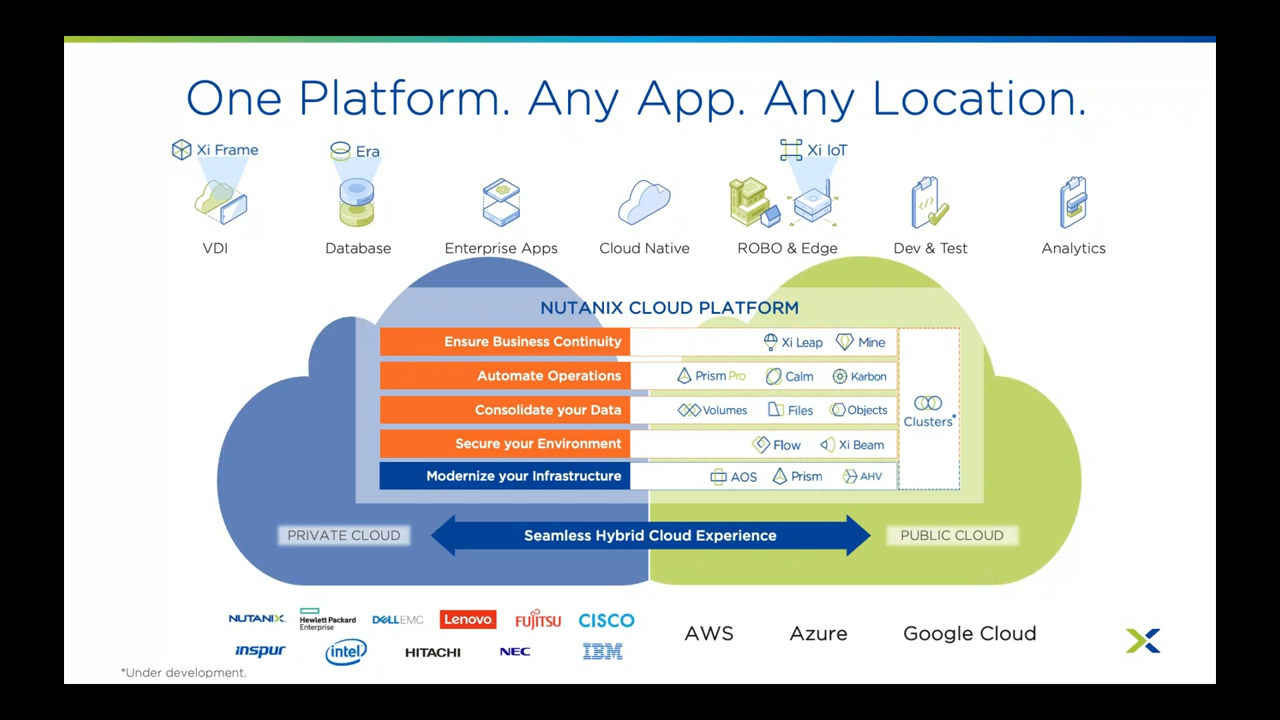 One Platform. Any App. Any Location.
Xi Frame
Era
Xi IoT
VDI
Database
Enterprise Apps
Cloud Native
ROBO & Edge
Dev & Test
Analytics
NUTANIX CLOUD PLATFORM
Ensure Business Continuity
Xi Leap
Mine
Automate Operations
Prism Pro
Calm
Karbon
Consolidate your Data
Volumes
Files
Objects
Secure your Environment
Flow
Xi Beam
Modernize your Infrastructure
AOS
Prism
AHV
Clusters*
PRIVATE CLOUD
Seamless Hybrid Cloud Experience
PUBLIC CLOUD
NUTANIX
Hewlett Packard
Enterprise
DELLEMC
Lenovo
FUJITSU
CISCO
inspur
intel
HITACHI
NEC
IBM
AWS
Azure
Google Cloud
*Under development.